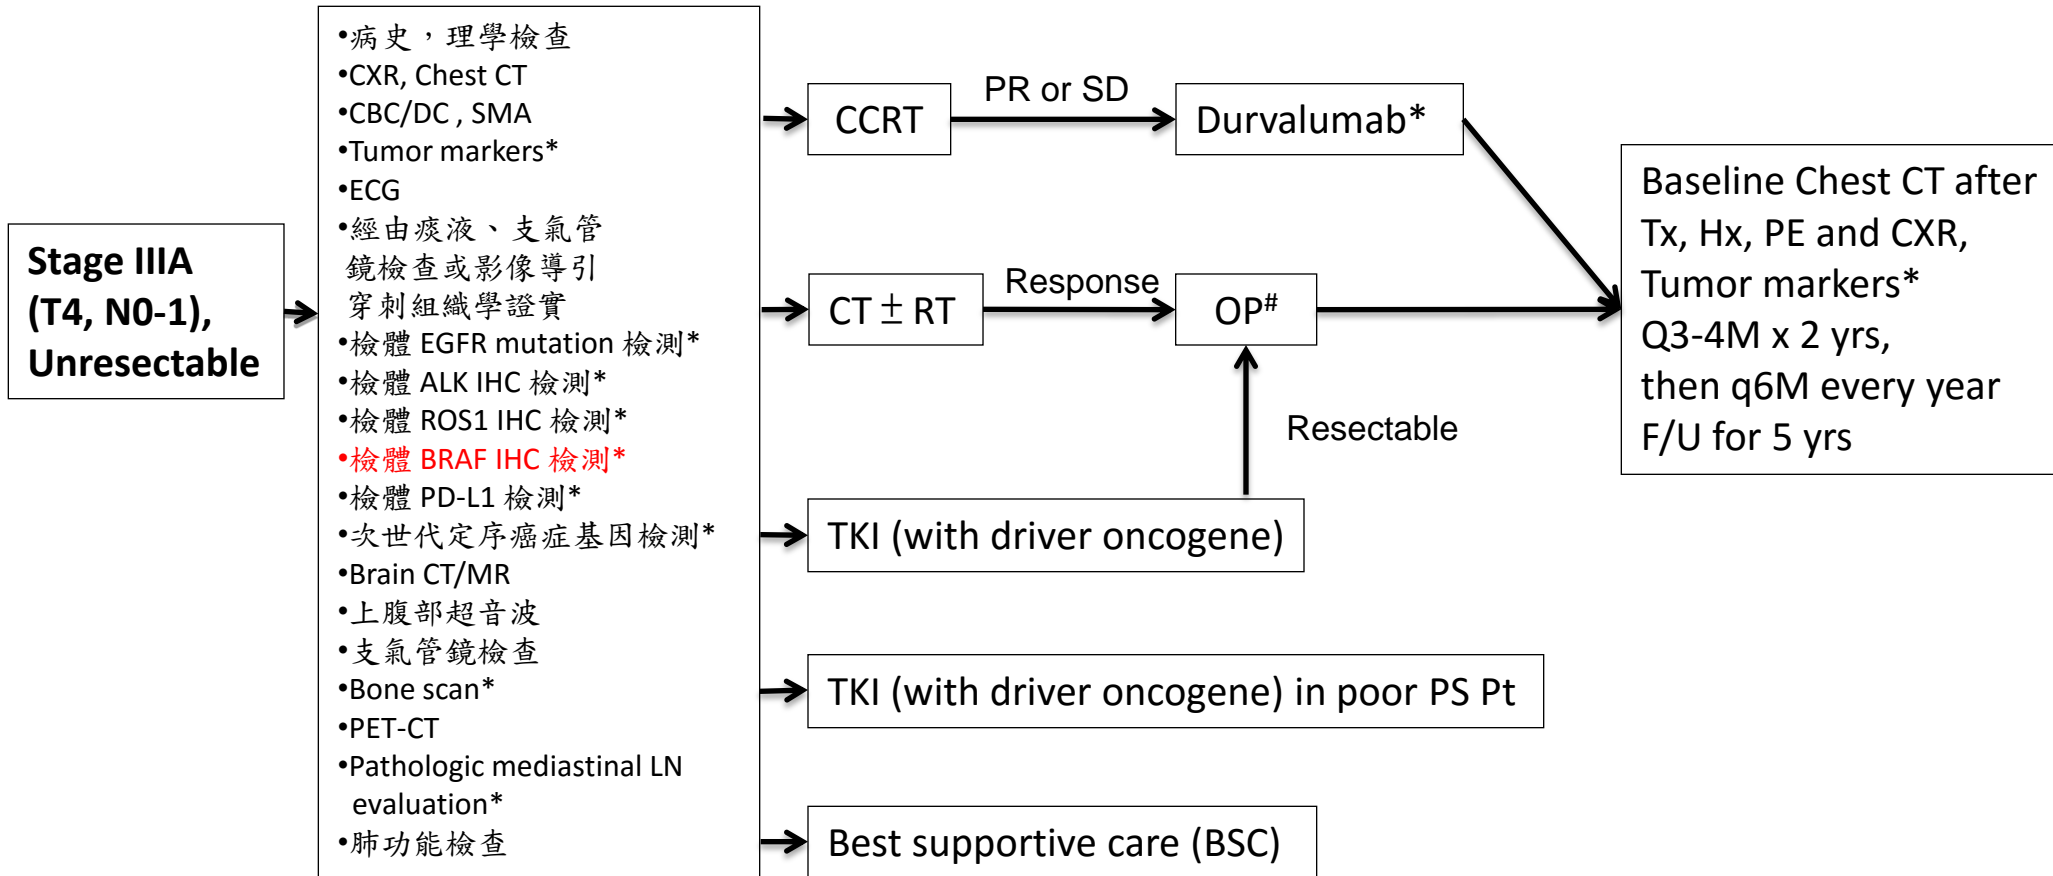 Stage IIIA
(T4, N0-1),
Unresectable
•病史，理學檢查
•CXR, Chest CT
•CBC/DC , SMA
•Tumor markers*
•ECG
•經由痰液、支氣管
鏡檢查或影像導引
穿刺組織學證實
•檢體 EGFR mutation 檢測*
•檢體 ALK IHC 檢測*
•檢體 ROS1 IHC 檢測*
•檢體 BRAF IHC 檢測*
•檢體 PD-L1 檢測*
•次世代定序癌症基因檢測*
•Brain CT/MR
•上腹部超音波
•支氣管鏡檢查
•Bone scan*
•PET-CT
•Pathologic mediastinal LN
evaluation*
•肺功能檢查
CCRT
PR or SD
Durvalumab*
CT ± RT
Response
OP#
Resectable
TKI (with driver oncogene)
TKI (with driver oncogene) in poor PS Pt
Best supportive care (BSC)
Baseline Chest CT after
Tx, Hx, PE and CXR,
Tumor markers*
Q3-4M x 2 yrs,
then q6M every year
F/U for 5 yrs